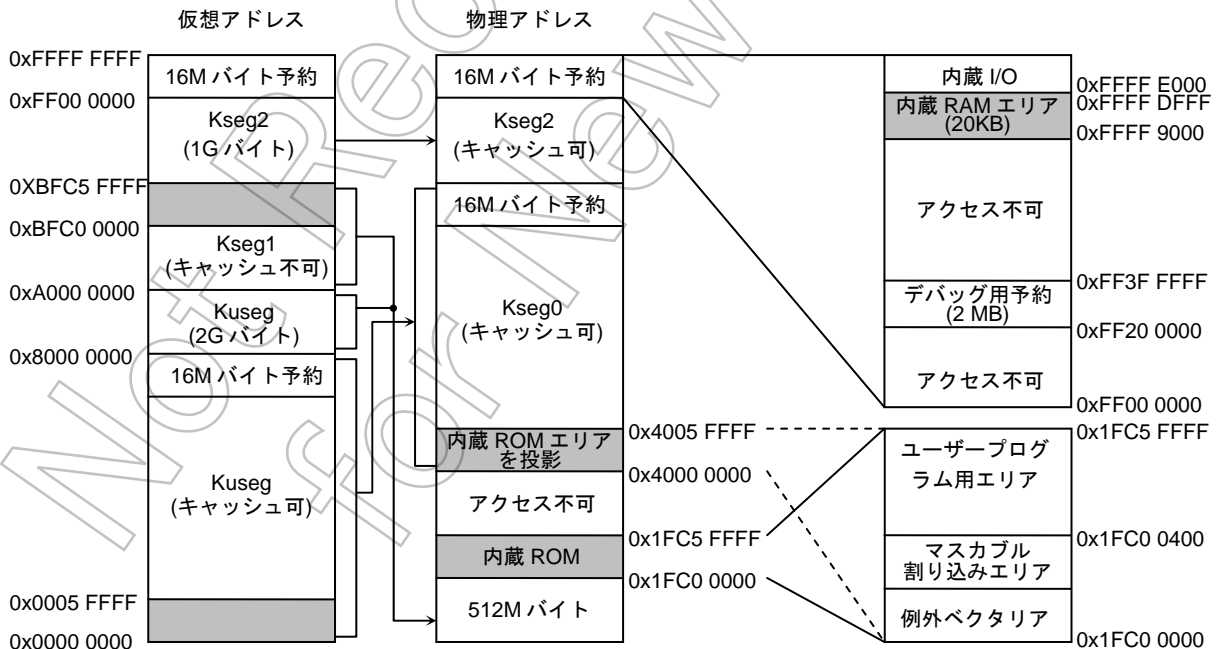 仮想アドレス
物理アドレス
0xFFFF FFFF
16M バイト予約
0xFF00 0000
Kseg2
(1G バイト)
0XBFC5 FFFF
0xBFC0 0000
Kseg1
(キャッシュ不可)
0xA000 0000
Kuseg
(2G バイト)
0x8000 0000
16M バイト予約
Kuseg
(キャッシュ可)
0x0005 FFFF
0x0000 0000
16M バイト予約
Kseg2
(キャッシュ可)
16M バイト予約
Kseg0
(キャッシュ可)
内蔵 ROM エリア
を投影
0x4005 FFFF
0x4000 0000
アクセス不可
0x1FC5 FFFF
内蔵 ROM
0x1FC0 0000
512M バイト
内蔵 I/O
0xFFFF E000
内蔵 RAM エリア
(20KB)
0xFFFF DFFF
0xFFFF 9000
アクセス不可
0xFF3F FFFF
デバッグ用予約
(2 MB)
0xFF20 0000
アクセス不可
0xFF00 0000
0x1FC5 FFFF
ユーザープログ
ラム用エリア
0x1FC0 0400
マスカブル
割り込みエリア
例外ベクタリア
0x1FC0 0000
Not Rec
for New